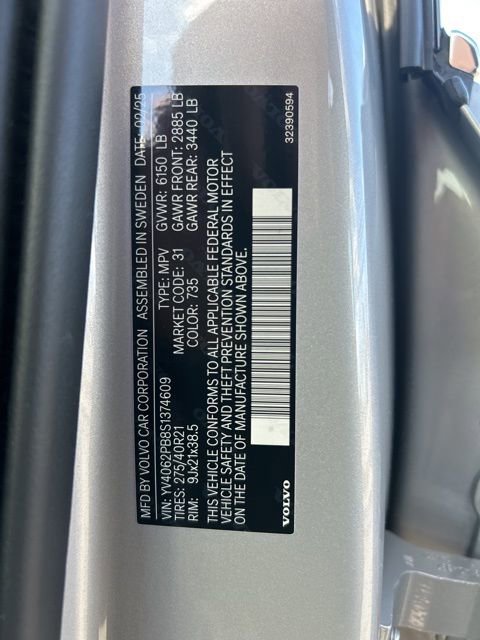 MFD BY VOLVO CAR CORPORATION ASSEMBLED IN SWEDEN DATE: 02/25
VIN: YV4062PB8S1374609 TYPE: MPV GVWR: 6150 LB
TIRES: 275/40R21 MARKET CODE: 31 GAWR FRONT: 2885 LB
RIM: 9Jx21x38.5 COLOR: 735 GAWR REAR: 3440 LB
THIS VEHICLE CONFORMS TO ALL APPLICABLE FEDERAL MOTOR
VEHICLE SAFETY AND THEFT PREVENTION STANDARDS IN EFFECT
ON THE DATE OF MANUFACTURE SHOWN ABOVE.
VOLVO 32390594